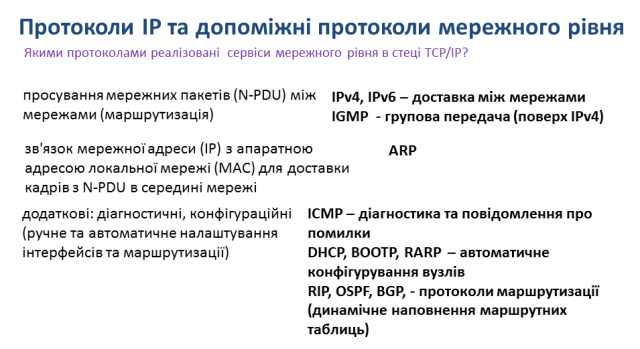 Протоколи IP та допоміжні протоколи мережного рівня
Якими протоколами реалізовані сервіси мережного рівня в стеці TCP/IP?
просування мережних пакетів (N-PDU) між
мережами (маршрутизація)
IPv4, IPv6 – доставка між мережами
IGMP - групова передача (поверх IPv4)
зв'язок мережної адреси (IP) з апаратною
адресою локальної мережі (MAC) для доставки
кадрів з N-PDU в середині мережі
ARP
додаткові: діагностичні, конфігураційні
(ручне та автоматичне налаштування
інтерфейсів та маршрутизації)
ICMP – діагностика та повідомлення про
помилки
DHCP, BOOTP, RARP – автоматичне
конфігурування вузлів
RIP, OSPF, BGP, - протоколи маршрутизації
(динамічне наповнення маршрутних
таблиць)